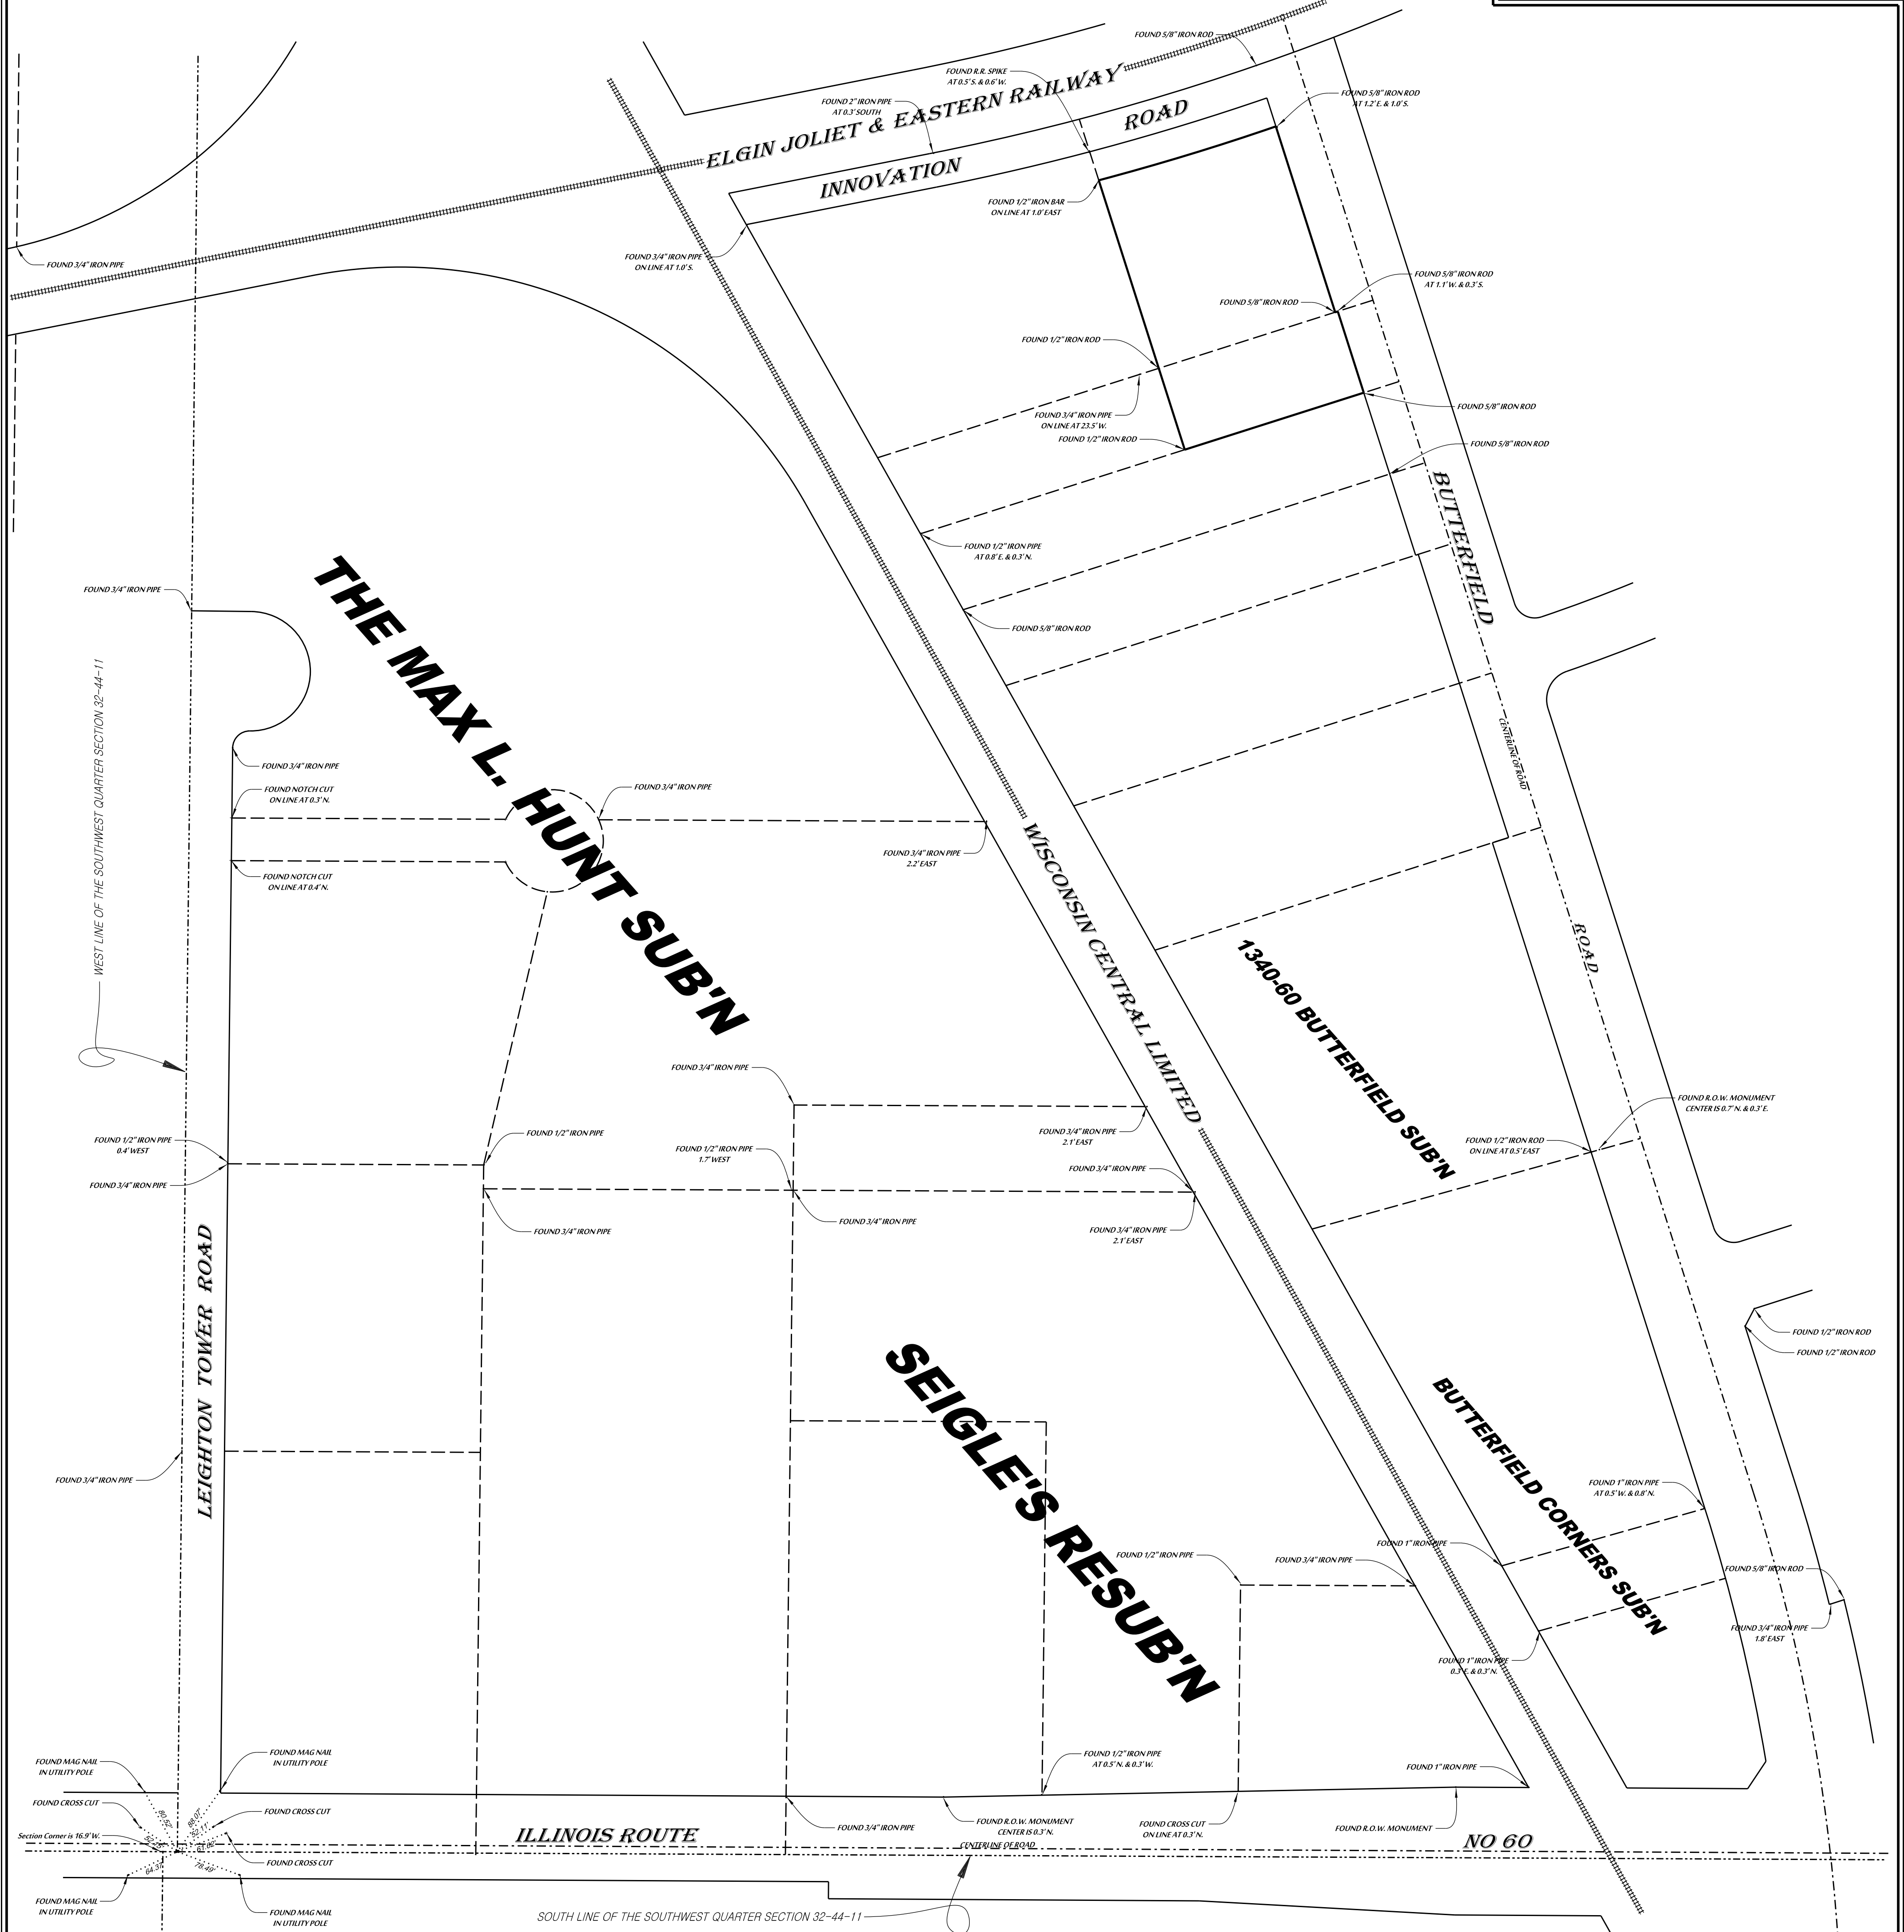 FOUND 5/8" IRON ROD
FOUND R.R. SPIKE
AT 0.5' S. & 0.6' W.
FOUND 2" IRON PIPE
AT 0.3' SOUTH
FOUND 5/8" IRON ROD
AT 1.2' E. & 1.0' S.
ELGIN JOLIET & EASTERN RAILWAY
INNOVATION
ROAD
FOUND 1/2" IRON BAR
ON LINE AT 1.0' EAST
FOUND 3/4" IRON PIPE
FOUND 3/4" IRON PIPE
ON LINE AT 1.0' S.
FOUND 5/8" IRON ROD
AT 1.1' W. & 0.3' S.
FOUND 5/8" IRON ROD
FOUND 1/2" IRON ROD
FOUND 3/4" IRON PIPE
ON LINE AT 23.5' W.
FOUND 5/8" IRON ROD
FOUND 1/2" IRON ROD
FOUND 5/8" IRON ROD
BUTTERFIELD
FOUND 1/2" IRON PIPE
AT 0.8' E. & 0.3' N.
FOUND 3/4" IRON PIPE
FOUND 5/8" IRON ROD
THE MAX L. HUNT SUB'N
WEST LINE OF THE SOUTHWEST QUARTER SECTION 32-44-11
CENTERLINE OF ROAD
FOUND 3/4" IRON PIPE
FOUND NOTCH CUT
ON LINE AT 0.3' N.
FOUND 3/4" IRON PIPE
FOUND 3/4" IRON PIPE
2.2' EAST
FOUND NOTCH CUT
ON LINE AT 0.4' N.
WISCONSIN CENTRAL LIMITED
ROAD
1340-60 BUTTERFIELD SUB'N
FOUND 3/4" IRON PIPE
FOUND R.O.W. MONUMENT
CENTER IS 0.7' N. & 0.3' E.
FOUND 1/2" IRON PIPE
0.4' WEST
FOUND 1/2" IRON PIPE
FOUND 1/2" IRON PIPE
1.7' WEST
FOUND 3/4" IRON PIPE
2.1' EAST
FOUND 1/2" IRON ROD
ON LINE AT 0.5' EAST
FOUND 3/4" IRON PIPE
FOUND 3/4" IRON PIPE
FOUND 3/4" IRON PIPE
FOUND 3/4" IRON PIPE
FOUND 3/4" IRON PIPE
2.1' EAST
LEIGHTON TOWER ROAD
FOUND 1/2" IRON ROD
FOUND 1/2" IRON ROD
SEIGLE'S RESUB'N
BUTTERFIELD CORNERS SUB'N
FOUND 3/4" IRON PIPE
FOUND 1" IRON PIPE
AT 0.5' W. & 0.8' N.
FOUND 1" IRON PIPE
FOUND 1/2" IRON PIPE
FOUND 3/4" IRON PIPE
FOUND 5/8" IRON ROD
FOUND 3/4" IRON PIPE
1.8' EAST
FOUND 1" IRON PIPE
0.3' E. & 0.3' N.
FOUND MAG NAIL
IN UTILITY POLE
FOUND MAG NAIL
IN UTILITY POLE
FOUND 1/2" IRON PIPE
AT 0.5' N. & 0.3' W.
FOUND 1" IRON PIPE
FOUND CROSS CUT
80.52'
88.07'
FOUND CROSS CUT
FOUND R.O.W. MONUMENT
CENTER IS 0.3' N.
FOUND CROSS CUT
ON LINE AT 0.3' N.
FOUND 3/4" IRON PIPE
FOUND R.O.W. MONUMENT
Section Corner is 16.9' W.
ILLINOIS ROUTE
CENTERLINE OF ROAD
NO 60
FOUND CROSS CUT
64.37'
78.49'
FOUND MAG NAIL
IN UTILITY POLE
FOUND MAG NAIL
IN UTILITY POLE
SOUTH LINE OF THE SOUTHWEST QUARTER SECTION 32-44-11